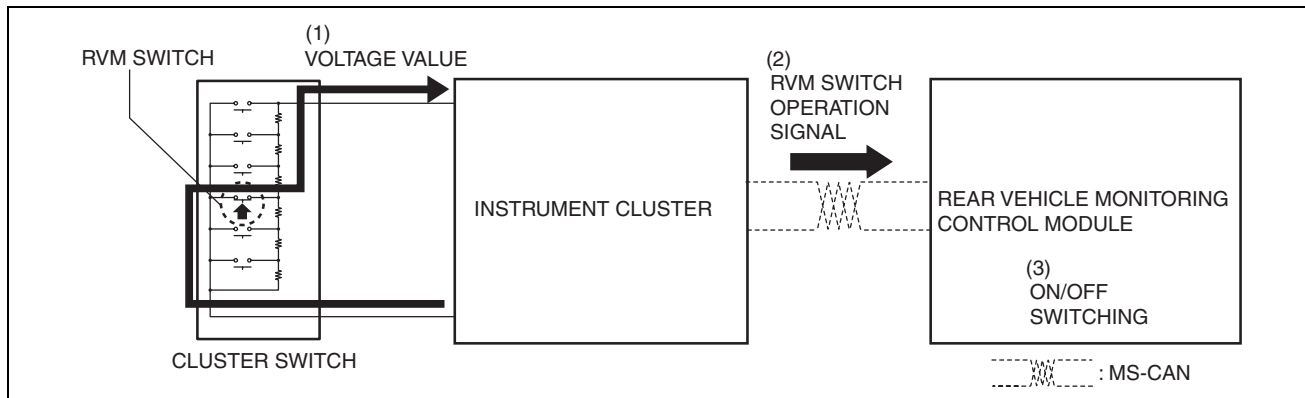 (1)
VOLTAGE VALUE
RVM SWITCH
(2)
RVM SWITCH
OPERATION
SIGNAL
INSTRUMENT CLUSTER
REAR VEHICLE MONITORING
CONTROL MODULE
(3)
ON/OFF
SWITCHING
CLUSTER SWITCH
: MS-CAN